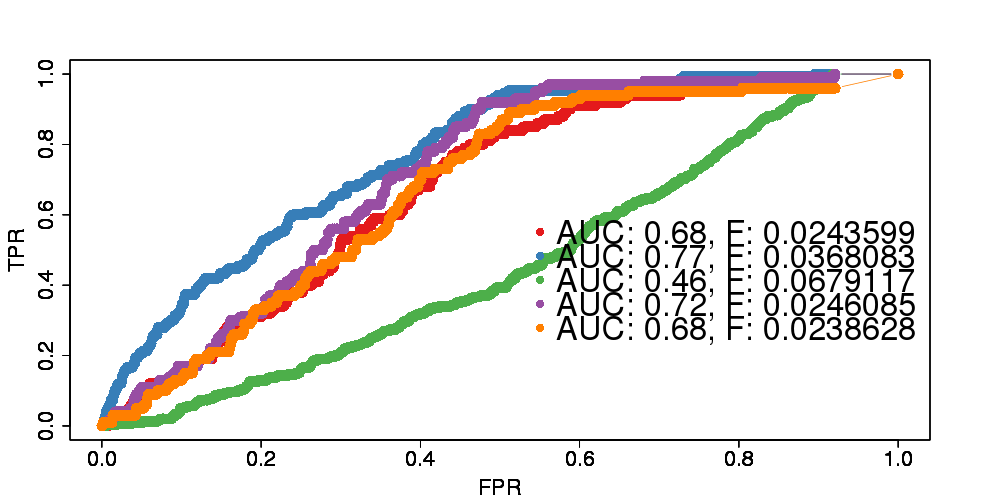 1.0
0.8
0.6
0.4
0.2
0.0
TPR
AUC: 0.68, F: 0.0243599
AUC: 0.77, F: 0.0368083
AUC: 0.46, F: 0.0679117
AUC: 0.72, F: 0.0246085
AUC: 0.68, F: 0.0238628
0.0 0.2 0.4 0.6 0.8 1.0
FPR